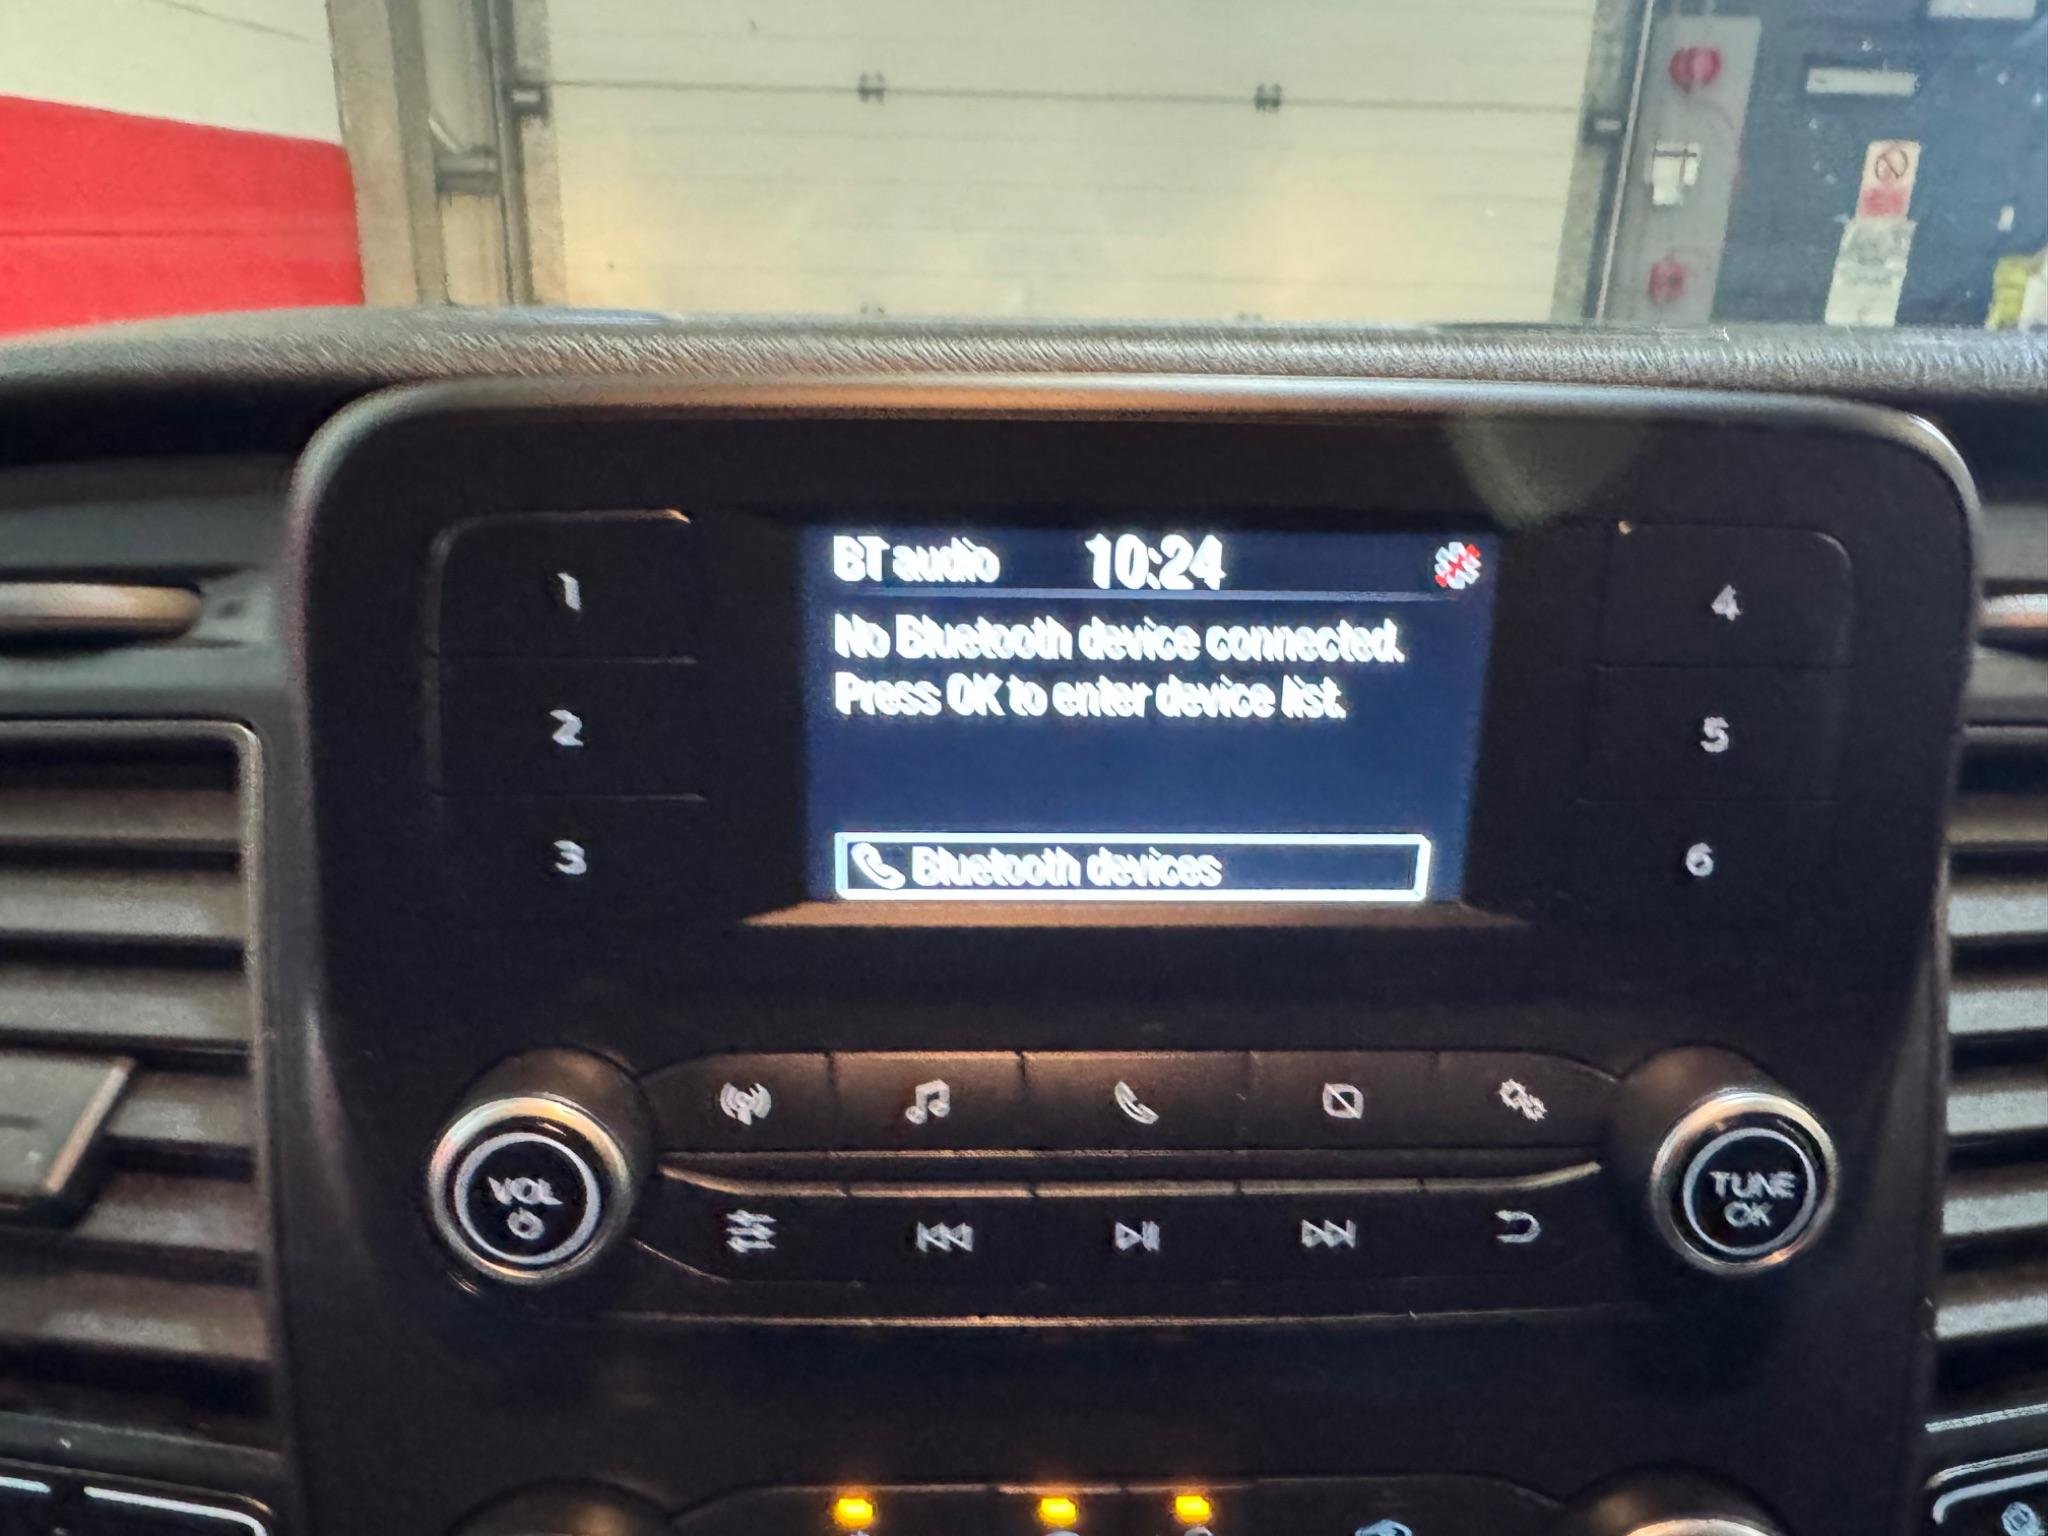 BT audio 10:24
No Bluetooth device connected.
Press OK to enter device list.
Bluetooth devices
1
2
3
4
5
6
VOL
TUNE
OK